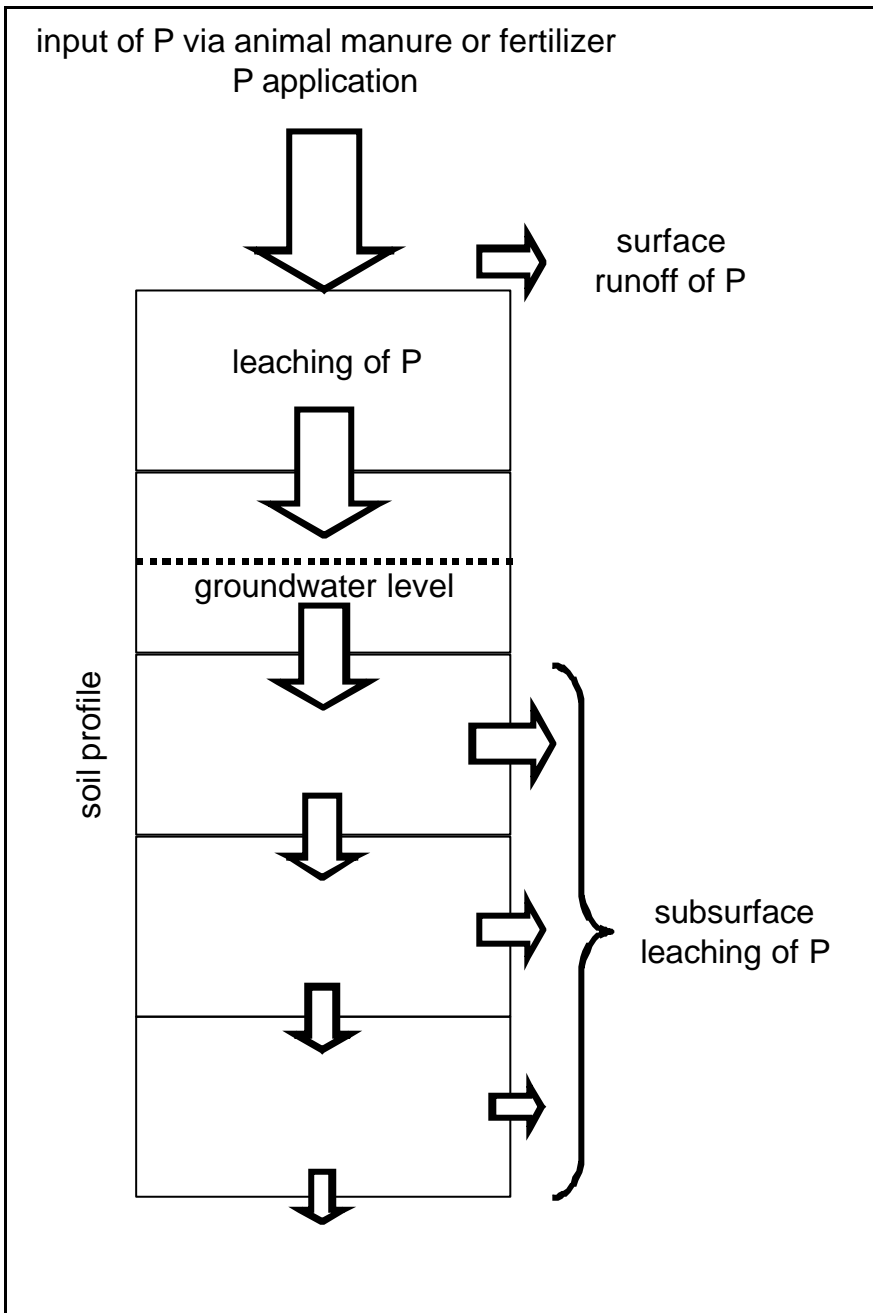 input of P via animal manure or fertilizer
P application
surface
runoff of P
leaching of P
groundwater level
soil profile
subsurface
leaching of P